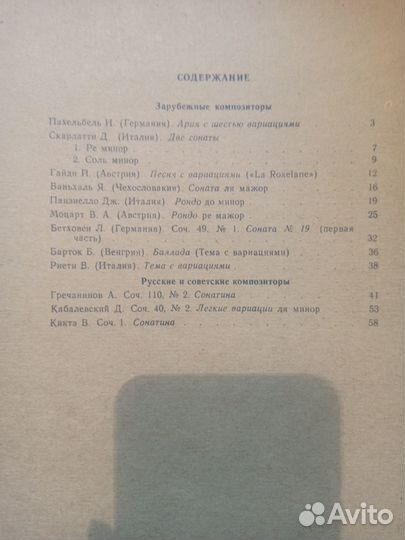 СОДЕРЖАНИЕ
Зарубежные композиторы
Пахельбель И. (Германия). Ария с шестью вариациями 3
Скарлатти Д. (Италия). Две сонаты
1. Ре минор . 7
2. Соль минор . 9
Гайдн Й. (Австрия). Песня с вариациями («La Roxelane») 12
Ваньхаль Я. (Чехословакия). Соната ля мажор 16
Паизиелло Дж. (Италия). Рондо до минор 19
Моцарт В. А. (Австрия). Рондо ре мажор 25
Бетховен Л. (Германия). Соч. 49, № 1. Соната № 19 (первая
часть) 32
Барток Б. (Венгрия). Баллада (Тема с вариациями) 36
Риети В. (Италия). Тема с вариациями 38
Русские и советские композиторы
Гречанинов А. Соч. 110, № 2. Сонатина 41
Кабалевский Д. Соч. 40, № 2. Легкие вариации ля минор 53
Кикта В. Соч. 1. Сонатина 58
Avito